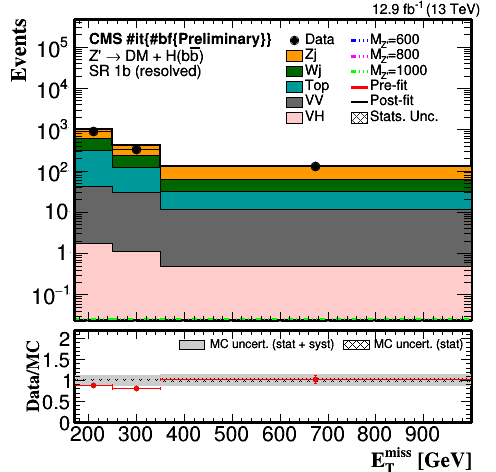 12.9 fb⁻¹ (13 TeV)
CMS #it{#bf{Preliminary}}
Z' → DM + H(bb̅)
SR 1b (resolved)
Data
Zj
Wj
Top
VV
VH
M_Z'=600
M_Z'=800
M_Z'=1000
Pre-fit
Post-fit
Stats. Unc.
Events
10⁵
10⁴
10³
10²
10
1
10⁻¹
MC uncert. (stat + syst)
MC uncert. (stat)
Data/MC
2
1.5
1
0.5
0
200 300 400 500 600 700 800 900
E_T^miss [GeV]